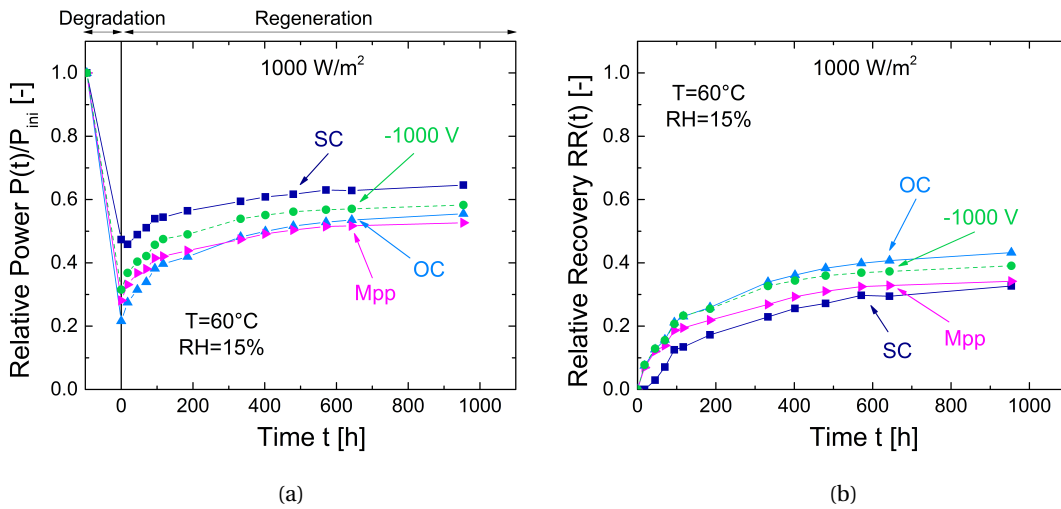 Degradation Regeneration
1000 W/m²
SC
-1000 V
OC
Mpp
T=60°C
RH=15%
Relative Power P(t)/P_ini [-]
1.0
0.8
0.6
0.4
0.2
0.0
0 200 400 600 800 1000
Time t [h]
(a)
1000 W/m²
T=60°C
RH=15%
OC
-1000 V
Mpp
SC
Relative Recovery RR(t) [-]
1.0
0.8
0.6
0.4
0.2
0.0
0 200 400 600 800 1000
Time t [h]
(b)